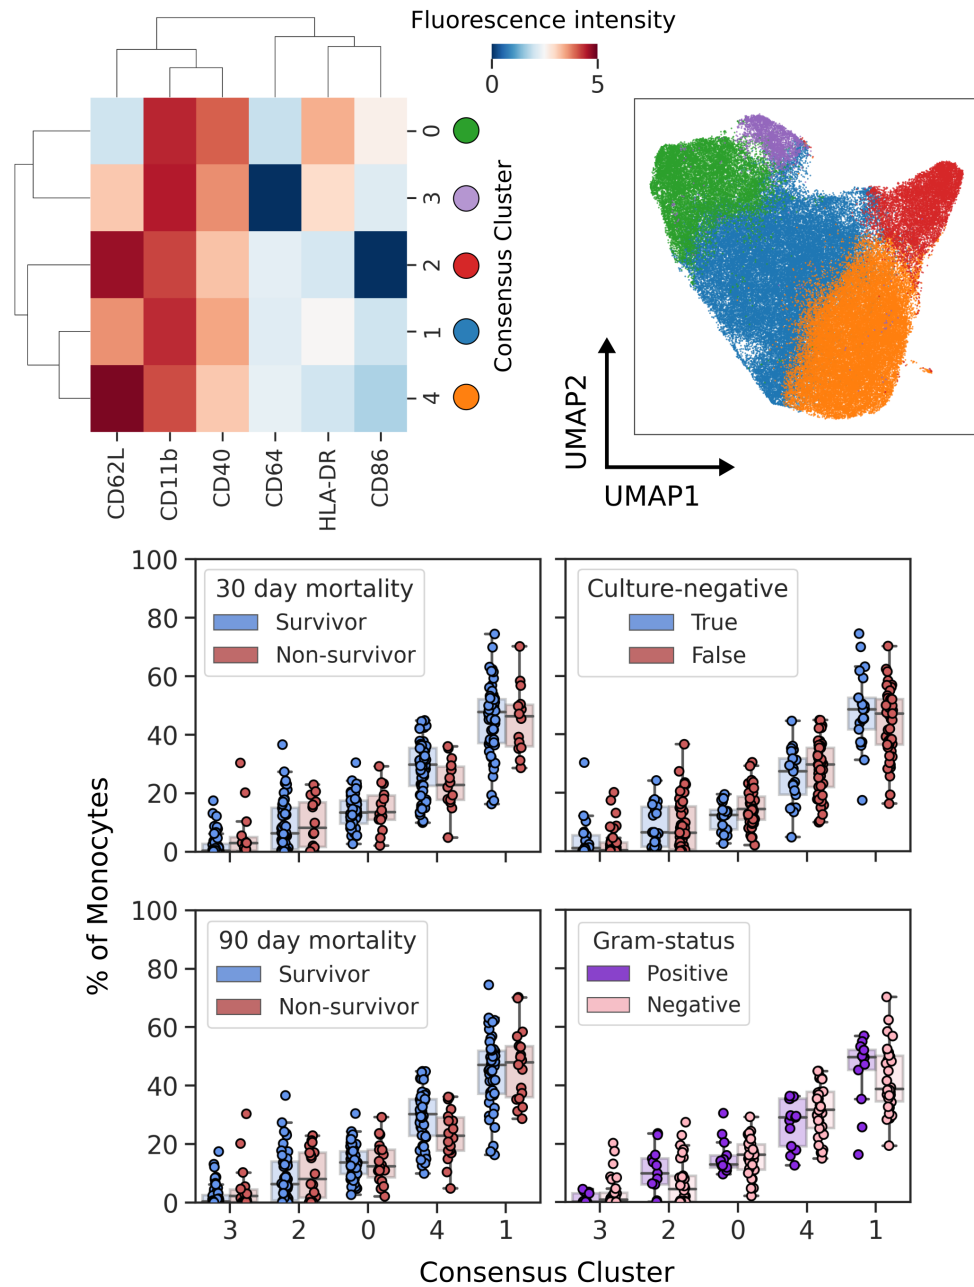 Fluorescence intensity
0 5
0
3
2
1
4
Consensus Cluster
CD62L
CD11b
CD40
CD64
HLA-DR
CD86
UMAP2
UMAP1
% of Monocytes
100
80
60
40
20
0
30 day mortality
Survivor
Non-survivor
Culture-negative
True
False
100
80
60
40
20
0
90 day mortality
Survivor
Non-survivor
Gram-status
Positive
Negative
3 2 0 4 1
3 2 0 4 1
Consensus Cluster